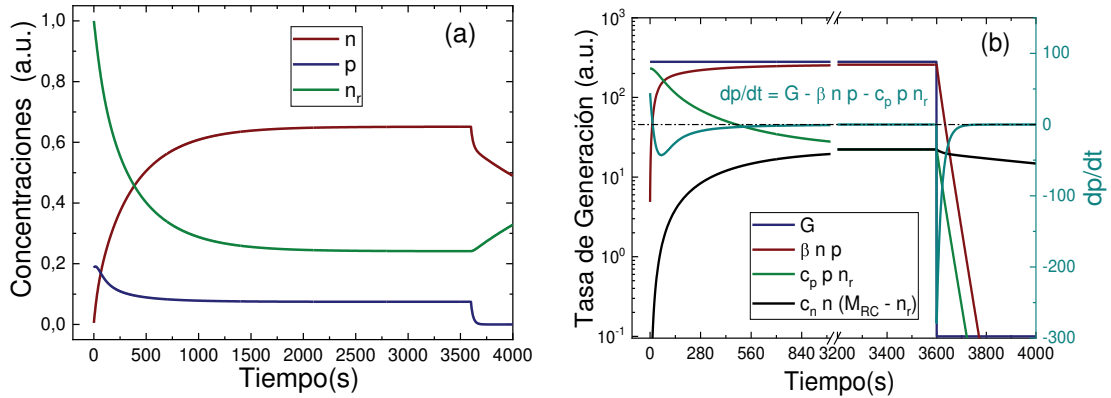 (a)
Concentraciones (a.u.)
1,0
0,8
0,6
0,4
0,2
0,0
n
p
n_r
0 500 1000 1500 2000 2500 3000 3500 4000
Tiempo(s)
(b)
Tasa de Generación (a.u.)
10^3
10^2
10^1
10^0
10^-1
dp/dt = G - β n p - c_p p n_r
G
β n p
c_p p n_r
c_n n (M_RC - n_r)
100
0
-100
-200
-300
dp/dt
0 280 560 840 3200 3400 3600 3800 4000
Tiempo(s)